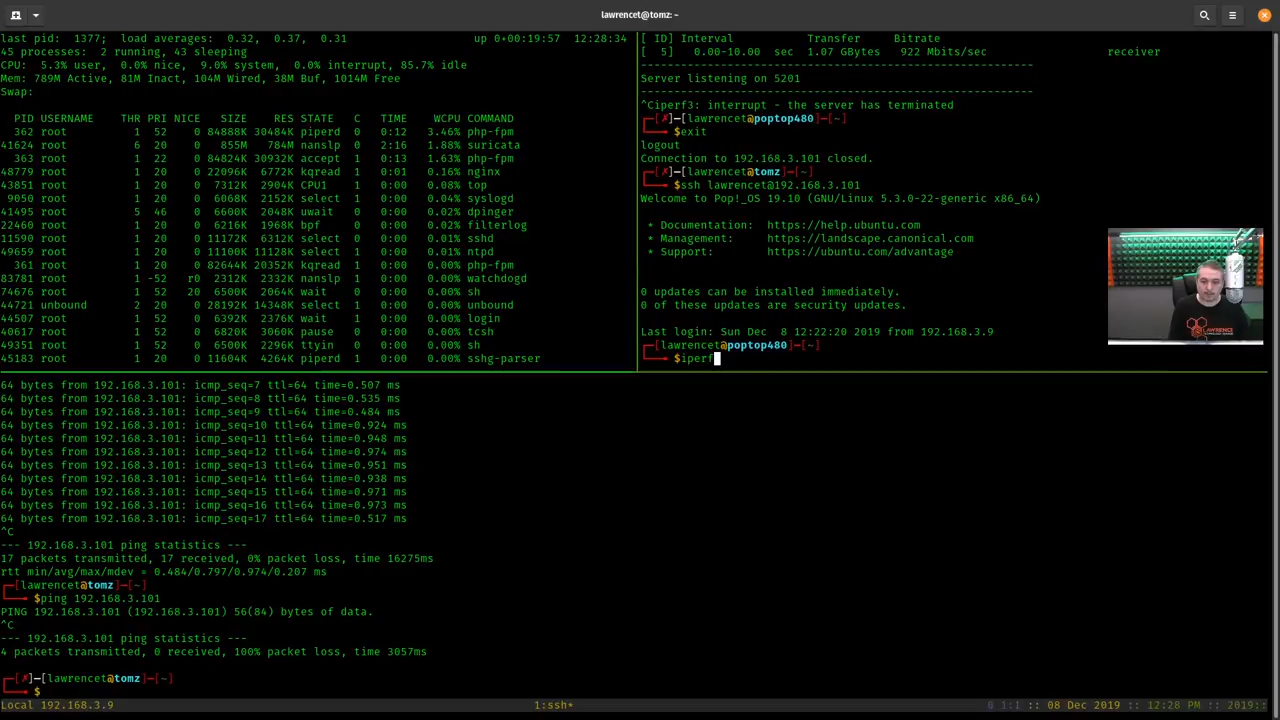 lawrencet@tomz: ~
last pid:  1377;  load averages:  0.32,  0.37,  0.31    up 0+00:19:57    12:28:34
45 processes:  2 running, 43 sleeping
CPU:  5.3% user,  0.0% nice,  9.0% system,  0.0% interrupt, 85.7% idle
Mem: 789M Active, 81M Inact, 104M Wired, 38M Buf, 1014M Free
Swap:
PID USERNAME    THR PRI NICE   SIZE    RES STATE    C   TIME    WCPU COMMAND
362 root          1  52    0 84888K 30484K piperd   0   0:12   3.46% php-fpm
41624 root          6  20    0   855M   784M nanslp   0   2:16   1.88% suricata
363 root          1  22    0 84824K 30932K accept   1   0:13   1.63% php-fpm
48779 root          1  20    0 22096K  6772K kqread   1   0:01   0.16% nginx
43851 root          1  20    0  7312K  2904K CPU1     1   0:00   0.08% top
9050 root          1  20    0  6068K  2152K select   1   0:00   0.04% syslogd
41495 root          5  46    0  6600K  2048K uwait    0   0:00   0.02% dpinger
22460 root          1  20    0  6216K  1968K bpf      0   0:00   0.02% filterlog
11590 root          1  20    0 11172K  6312K select   0   0:00   0.01% sshd
49659 root          1  20    0 11100K 11128K select   1   0:00   0.01% ntpd
361 root          1  20    0 82644K 20352K kqread   1   0:00   0.00% php-fpm
83781 root          1 -52   r0  2312K  2332K nanslp   1   0:00   0.00% watchdogd
74676 root          1  52   20  6500K  2064K wait     0   0:00   0.00% sh
44721 unbound       2  20    0 28192K 14348K select   1   0:00   0.00% unbound
44507 root          1  52    0  6392K  2376K wait     1   0:00   0.00% login
40617 root          1  52    0  6820K  3060K pause    0   0:00   0.00% tcsh
49351 root          1  52    0  6500K  2296K ttyin    0   0:00   0.00% sh
45183 root          1  20    0 11604K  4264K piperd   1   0:00   0.00% sshg-parser
[ ID] Interval           Transfer     Bitrate
[  5]   0.00-10.00  sec  1.07 GBytes   922 Mbits/sec                  receiver
-----------------------------------------------------------
Server listening on 5201
-----------------------------------------------------------
^Ciperf3: interrupt - the server has terminated
┌─[✗]─[lawrencet@poptop480]─[~]
└──╼ $exit
logout
Connection to 192.168.3.101 closed.
┌─[✗]─[lawrencet@tomz]─[~]
└──╼ $ssh lawrencet@192.168.3.101
Welcome to Pop!_OS 19.10 (GNU/Linux 5.3.0-22-generic x86_64)
* Documentation:  https://help.ubuntu.com
* Management:     https://landscape.canonical.com
* Support:        https://ubuntu.com/advantage
0 updates can be installed immediately.
0 of these updates are security updates.
Last login: Sun Dec  8 12:22:20 2019 from 192.168.3.9
┌─[lawrencet@poptop480]─[~]
└──╼ $iperf
64 bytes from 192.168.3.101: icmp_seq=7 ttl=64 time=0.507 ms
64 bytes from 192.168.3.101: icmp_seq=8 ttl=64 time=0.535 ms
64 bytes from 192.168.3.101: icmp_seq=9 ttl=64 time=0.484 ms
64 bytes from 192.168.3.101: icmp_seq=10 ttl=64 time=0.924 ms
64 bytes from 192.168.3.101: icmp_seq=11 ttl=64 time=0.948 ms
64 bytes from 192.168.3.101: icmp_seq=12 ttl=64 time=0.974 ms
64 bytes from 192.168.3.101: icmp_seq=13 ttl=64 time=0.951 ms
64 bytes from 192.168.3.101: icmp_seq=14 ttl=64 time=0.938 ms
64 bytes from 192.168.3.101: icmp_seq=15 ttl=64 time=0.971 ms
64 bytes from 192.168.3.101: icmp_seq=16 ttl=64 time=0.973 ms
64 bytes from 192.168.3.101: icmp_seq=17 ttl=64 time=0.517 ms
^C
--- 192.168.3.101 ping statistics ---
17 packets transmitted, 17 received, 0% packet loss, time 16275ms
rtt min/avg/max/mdev = 0.484/0.797/0.974/0.207 ms
┌─[lawrencet@tomz]─[~]
└──╼ $ping 192.168.3.101
PING 192.168.3.101 (192.168.3.101) 56(84) bytes of data.
^C
--- 192.168.3.101 ping statistics ---
4 packets transmitted, 0 received, 100% packet loss, time 3057ms
┌─[✗]─[lawrencet@tomz]─[~]
└──╼ $
Local 192.168.3.9    1:ssh*    0 1:1 :: 08 Dec 2019 :: 12:28 PM :: 2019::
LAWRENCE